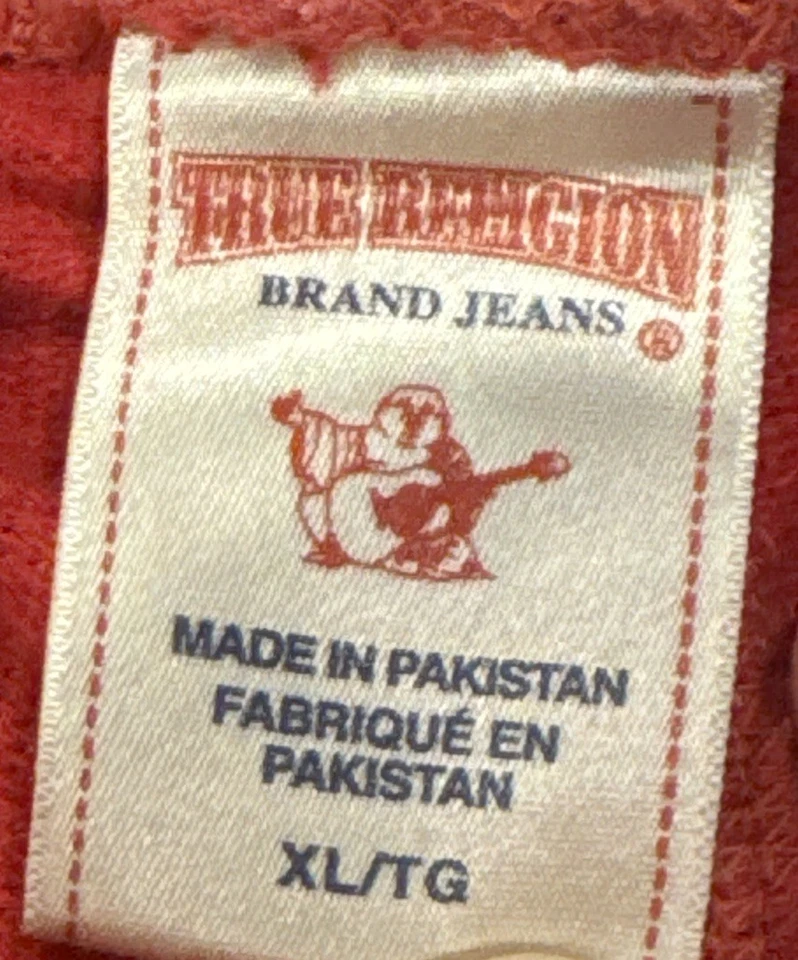 TRUE RELIGION
BRAND JEANS ®
MADE IN PAKISTAN
FABRIQUÉ EN
PAKISTAN
XL/TG